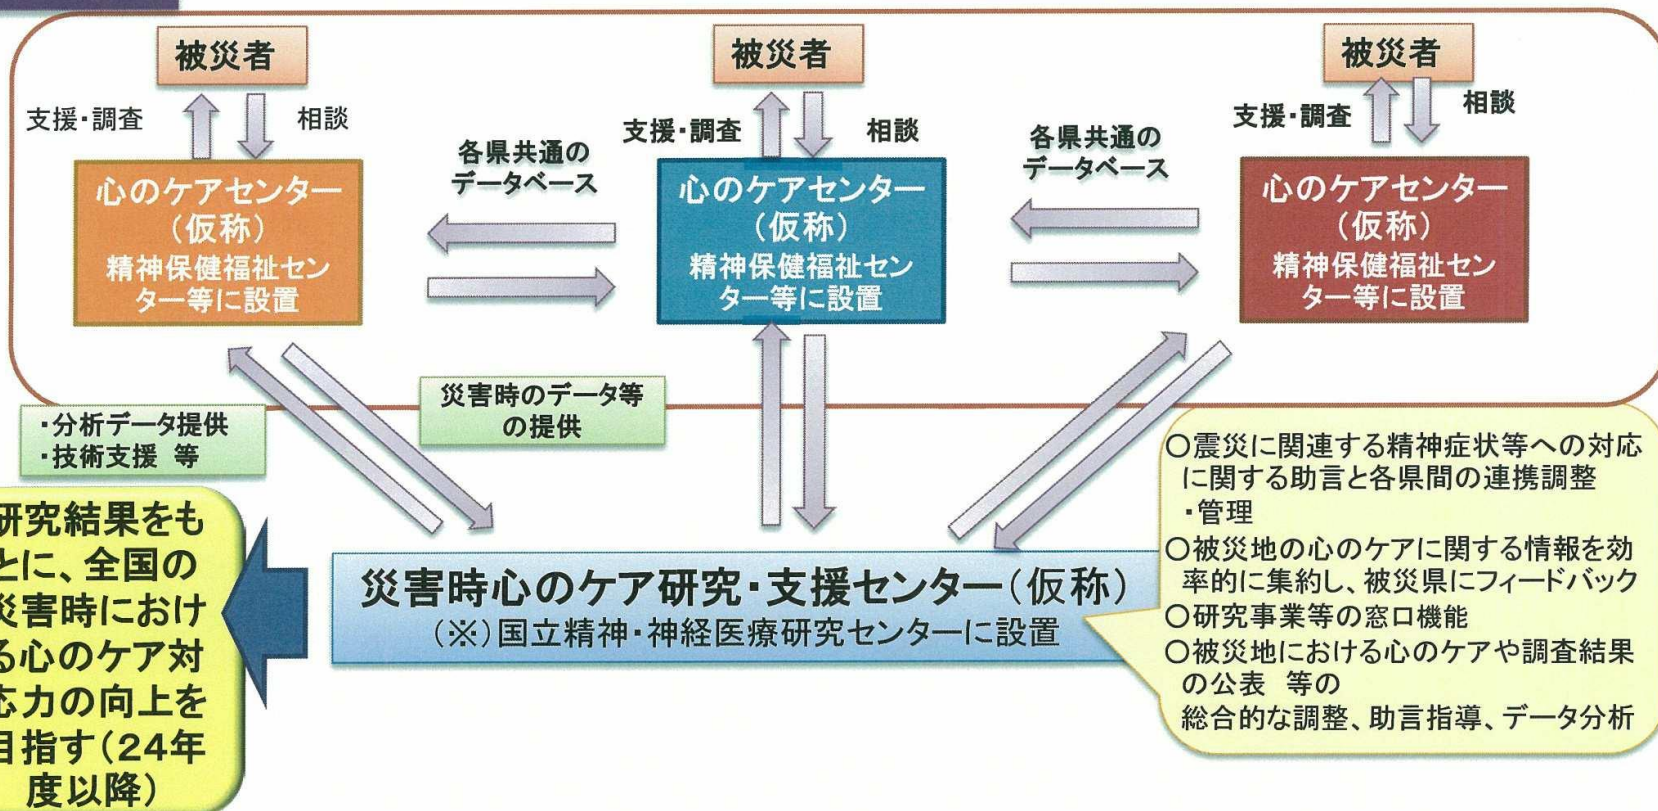 被災者
被災者
被災者
支援・調査
相談
支援・調査
相談
支援・調査
相談
心のケアセンター
(仮称)
精神保健福祉セン
ター等に設置
各県共通の
データベース
心のケアセンター
(仮称)
精神保健福祉セン
ター等に設置
各県共通の
データベース
心のケアセンター
(仮称)
精神保健福祉セン
ター等に設置
・分析データ提供
・技術支援 等
災害時のデータ等
の提供
研究結果をも
とに、全国の
災害時におけ
る心のケア対
応力の向上を
目指す(24年
度以降)
災害時心のケア研究・支援センター(仮称)
(※)国立精神・神経医療研究センターに設置
○震災に関連する精神症状等への対応
に関する助言と各県間の連携調整
・管理
○被災地の心のケアに関する情報を効
率的に集約し、被災県にフィードバック
○研究事業等の窓口機能
○被災地における心のケアや調査結果
の公表 等の
総合的な調整、助言指導、データ分析